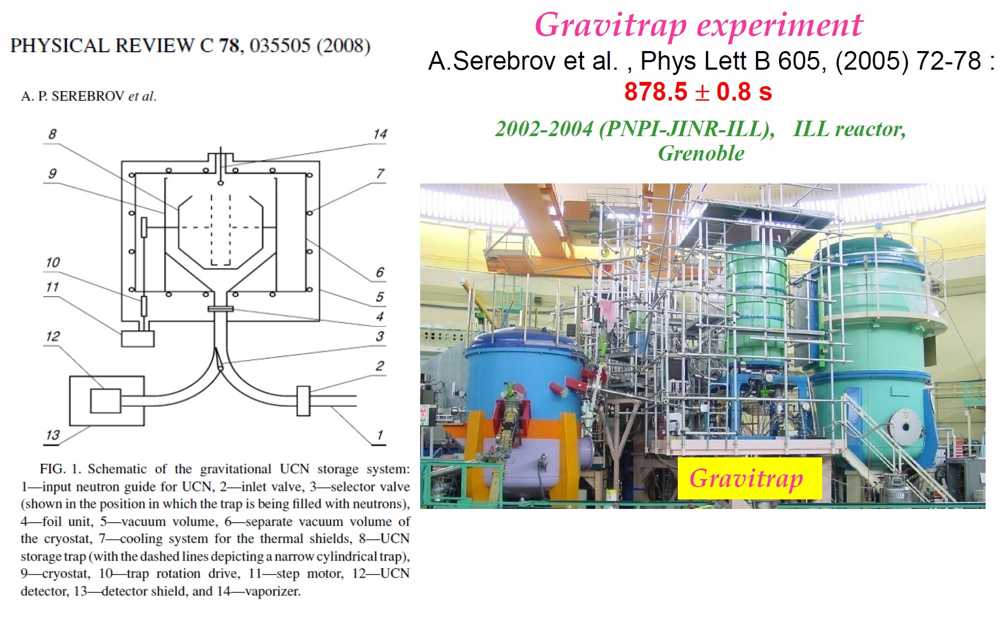 PHYSICAL REVIEW C 78, 035505 (2008)
A. P. SEREBROV et al.
8
14
9
7
10
6
11
5
4
12
3
2
13
1
FIG. 1. Schematic of the gravitational UCN storage system:
1—input neutron guide for UCN, 2—inlet valve, 3—selector valve
(shown in the position in which the trap is being filled with neutrons),
4—foil unit, 5—vacuum volume, 6—separate vacuum volume of
the cryostat, 7—cooling system for the thermal shields, 8—UCN
storage trap (with the dashed lines depicting a narrow cylindrical trap),
9—cryostat, 10—trap rotation drive, 11—step motor, 12—UCN
detector, 13—detector shield, and 14—vaporizer.
Gravitrap experiment
A.Serebrov et al. , Phys Lett B 605, (2005) 72-78 :
878.5 ± 0.8 s
2002-2004 (PNPI-JINR-ILL), ILL reactor,
Grenoble
Gravitrap